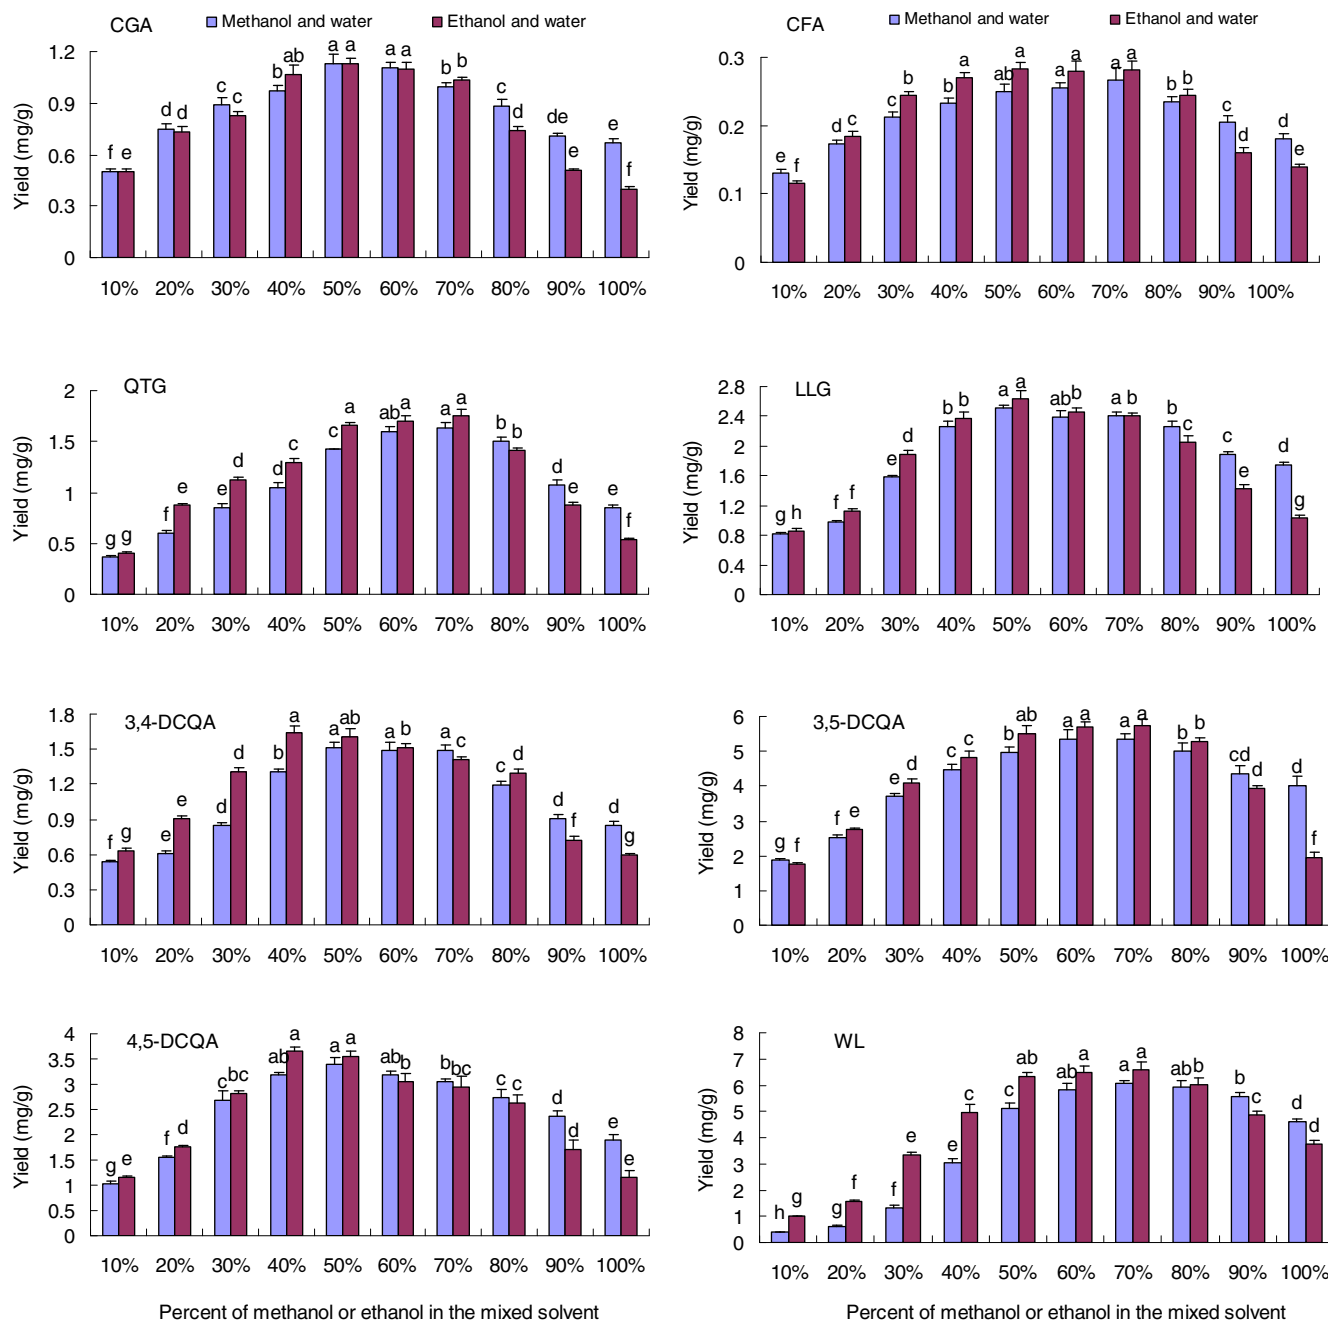 CGA
Methanol and water
Ethanol and water
Yield (mg/g)
1.2
0.9
0.6
0.3
0
f e d d c c b ab a a a a b b c d de e e f
10% 20% 30% 40% 50% 60% 70% 80% 90% 100%
CFA
Methanol and water
Ethanol and water
Yield (mg/g)
0.3
0.2
0.1
0
e f d c c b b a ab a a a a a b b c d d e
10% 20% 30% 40% 50% 60% 70% 80% 90% 100%
QTG
Yield (mg/g)
2
1.5
1
0.5
0
g g f e e d d c c a ab a a a b b d e e f
10% 20% 30% 40% 50% 60% 70% 80% 90% 100%
LLG
Yield (mg/g)
2.8
2.4
2
1.6
1.2
0.8
0.4
0
g h f f e d b b a a ab b a b b c c e d g
10% 20% 30% 40% 50% 60% 70% 80% 90% 100%
3,4-DCQA
Yield (mg/g)
1.8
1.5
1.2
0.9
0.6
0.3
0
f g e e d d b a a ab a b a c c d d f d g
10% 20% 30% 40% 50% 60% 70% 80% 90% 100%
3,5-DCQA
Yield (mg/g)
6
5
4
3
2
1
0
g f f e e d c c b ab a a a a b b cd d d f
10% 20% 30% 40% 50% 60% 70% 80% 90% 100%
4,5-DCQA
Yield (mg/g)
4
3.5
3
2.5
2
1.5
1
0.5
0
g e f d c bc ab a a a ab b b bc c c d d e e
10% 20% 30% 40% 50% 60% 70% 80% 90% 100%
Percent of methanol or ethanol in the mixed solvent
WL
Yield (mg/g)
8
7
6
5
4
3
2
1
0
h g g f f e e c c ab ab a a a ab b b c d d
10% 20% 30% 40% 50% 60% 70% 80% 90% 100%
Percent of methanol or ethanol in the mixed solvent